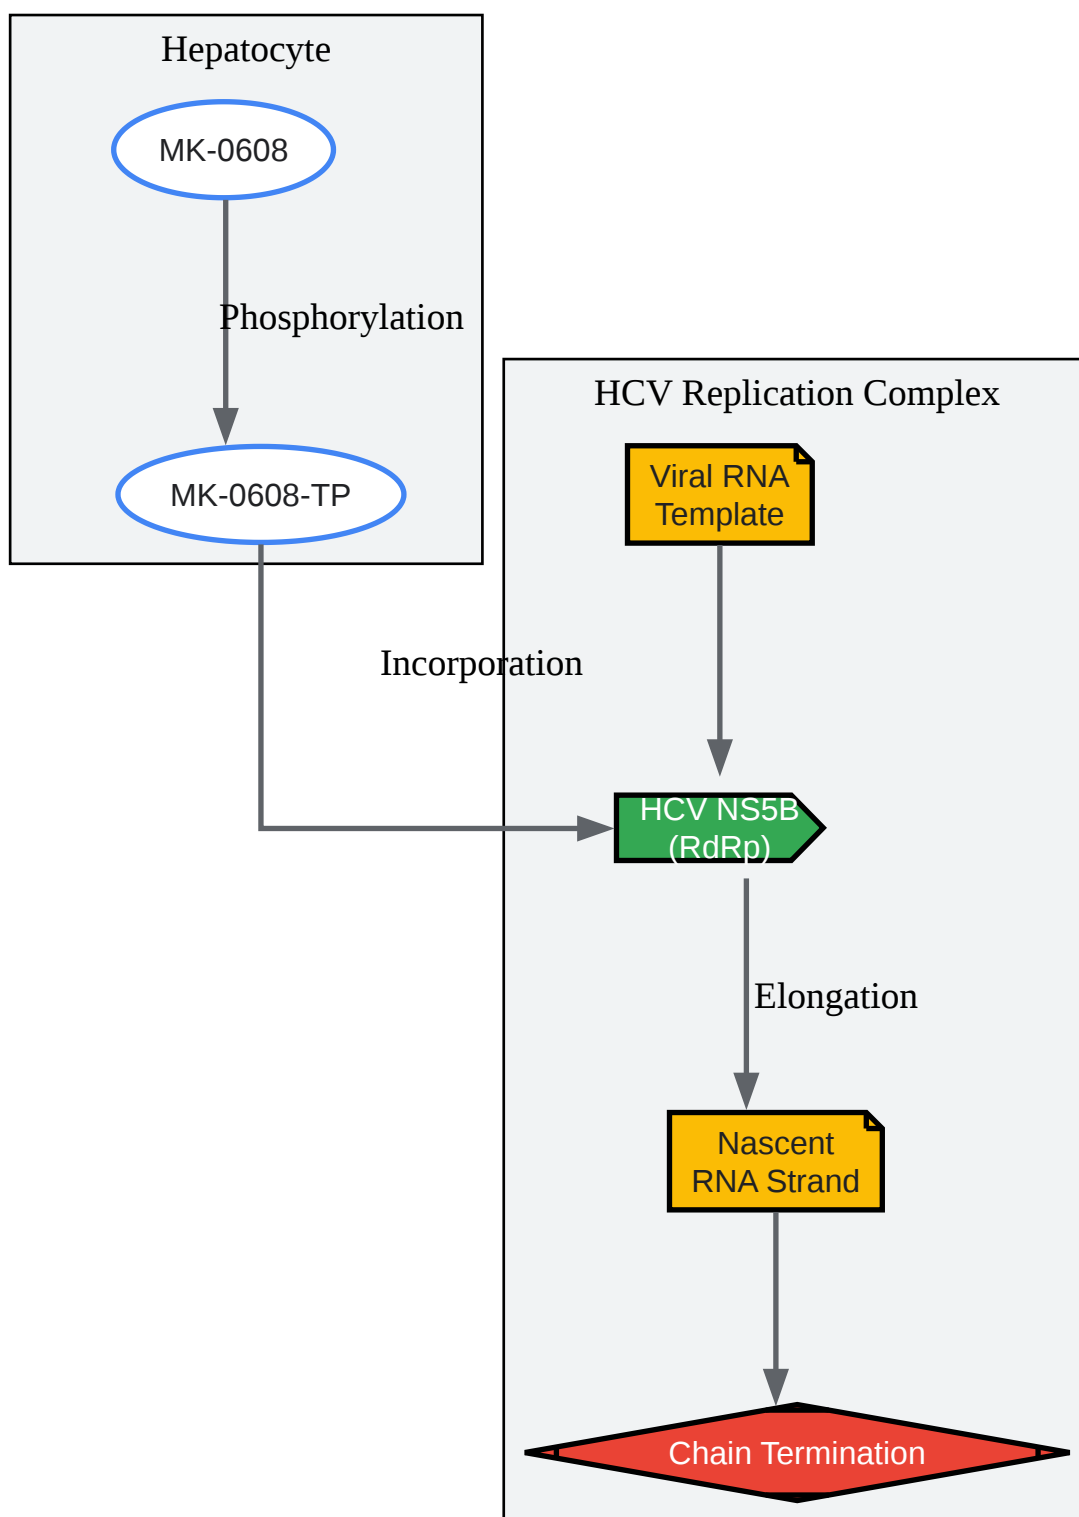 Hepatocyte
MK-0608
Phosphorylation
MK-0608-TP
HCV Replication Complex
Viral RNA
Template
Incorporation
HCV NS5B
(RdRp)
Elongation
Nascent
RNA Strand
Chain Termination